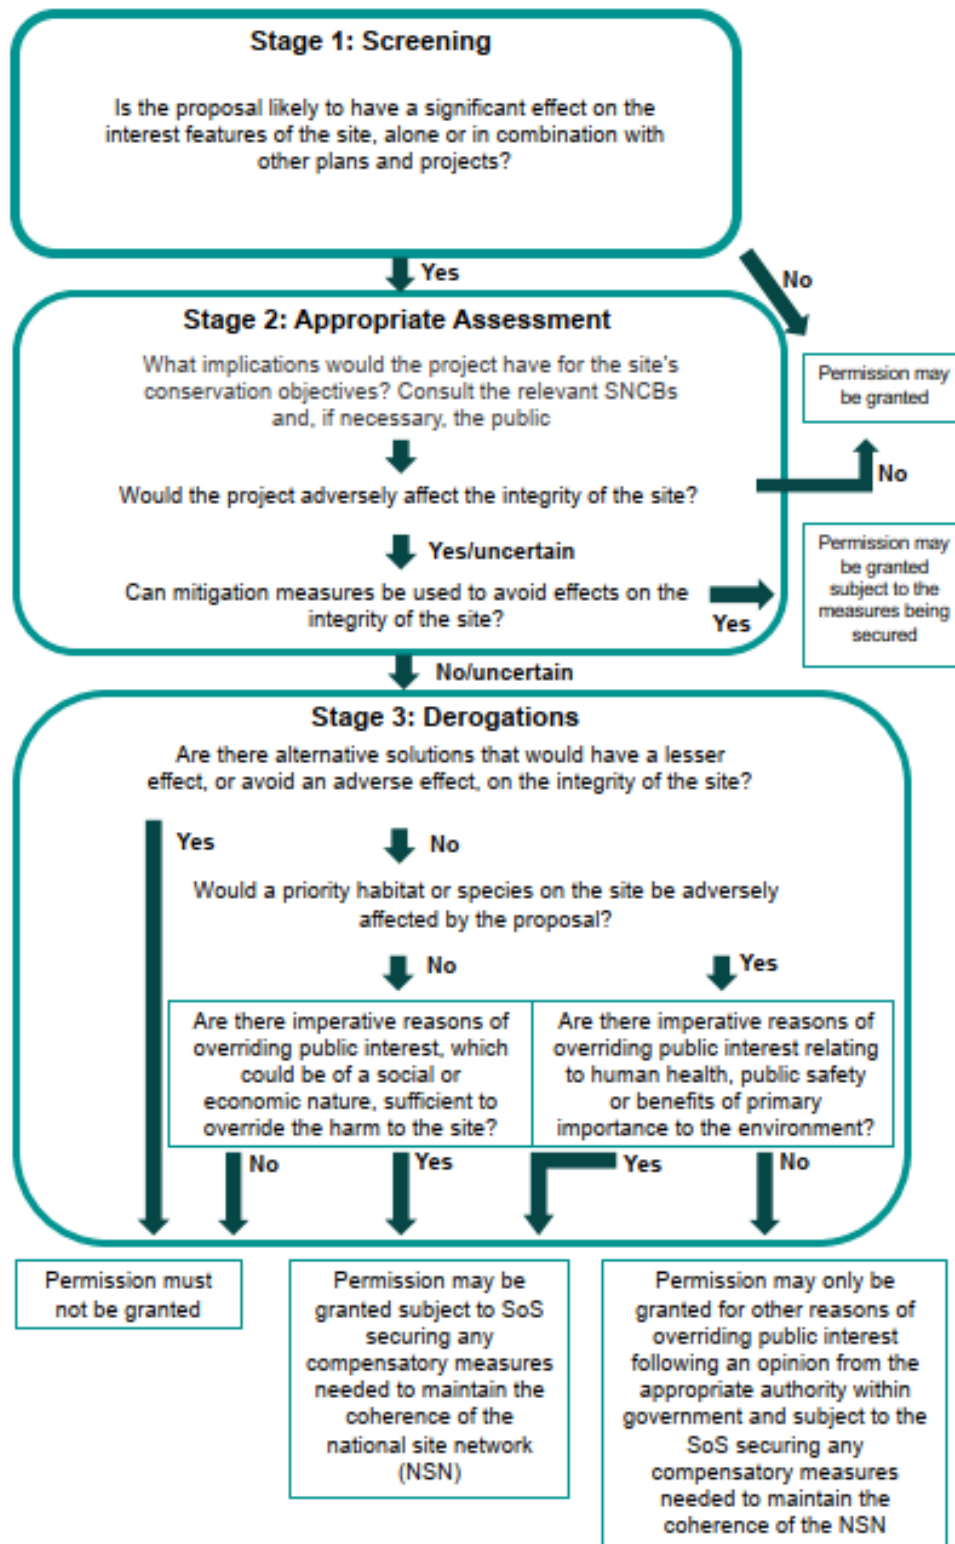 Stage 1: Screening
Is the proposal likely to have a significant effect on the
interest features of the site, alone or in combination with
other plans and projects?
Yes
No
Stage 2: Appropriate Assessment
What implications would the project have for the site's
conservation objectives? Consult the relevant SNCBs
and, if necessary, the public
Permission may
be granted
Would the project adversely affect the integrity of the site?
No
Yes/uncertain
Can mitigation measures be used to avoid effects on the
integrity of the site?
Yes
Permission may
be granted
subject to the
measures being
secured
No/uncertain
Stage 3: Derogations
Are there alternative solutions that would have a lesser
effect, or avoid an adverse effect, on the integrity of the site?
Yes
No
Would a priority habitat or species on the site be adversely
affected by the proposal?
No
Yes
Are there imperative reasons of
overriding public interest, which
could be of a social or
economic nature, sufficient to
override the harm to the site?
Are there imperative reasons of
overriding public interest relating
to human health, public safety
or benefits of primary
importance to the environment?
No
Yes
Yes
No
Permission must
not be granted
Permission may be
granted subject to SoS
securing any
compensatory measures
needed to maintain the
coherence of the
national site network
(NSN)
Permission may only be
granted for other reasons of
overriding public interest
following an opinion from the
appropriate authority within
government and subject to the
SoS securing any
compensatory measures
needed to maintain the
coherence of the NSN